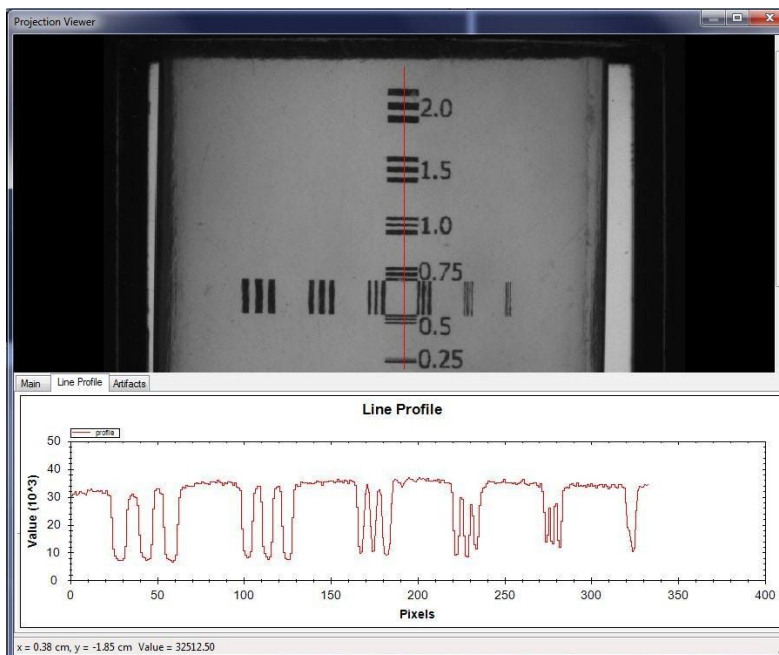 Projection Viewer
2.0
1.5
1.0
0.75
0.5
0.25
Main Line Profile Artifacts
Line Profile
profile
50
40
30
20
10
0
Value (10^3)
0 50 100 150 200 250 300 350 400
Pixels
x = 0.38 cm, y = -1.85 cm Value = 32512.50